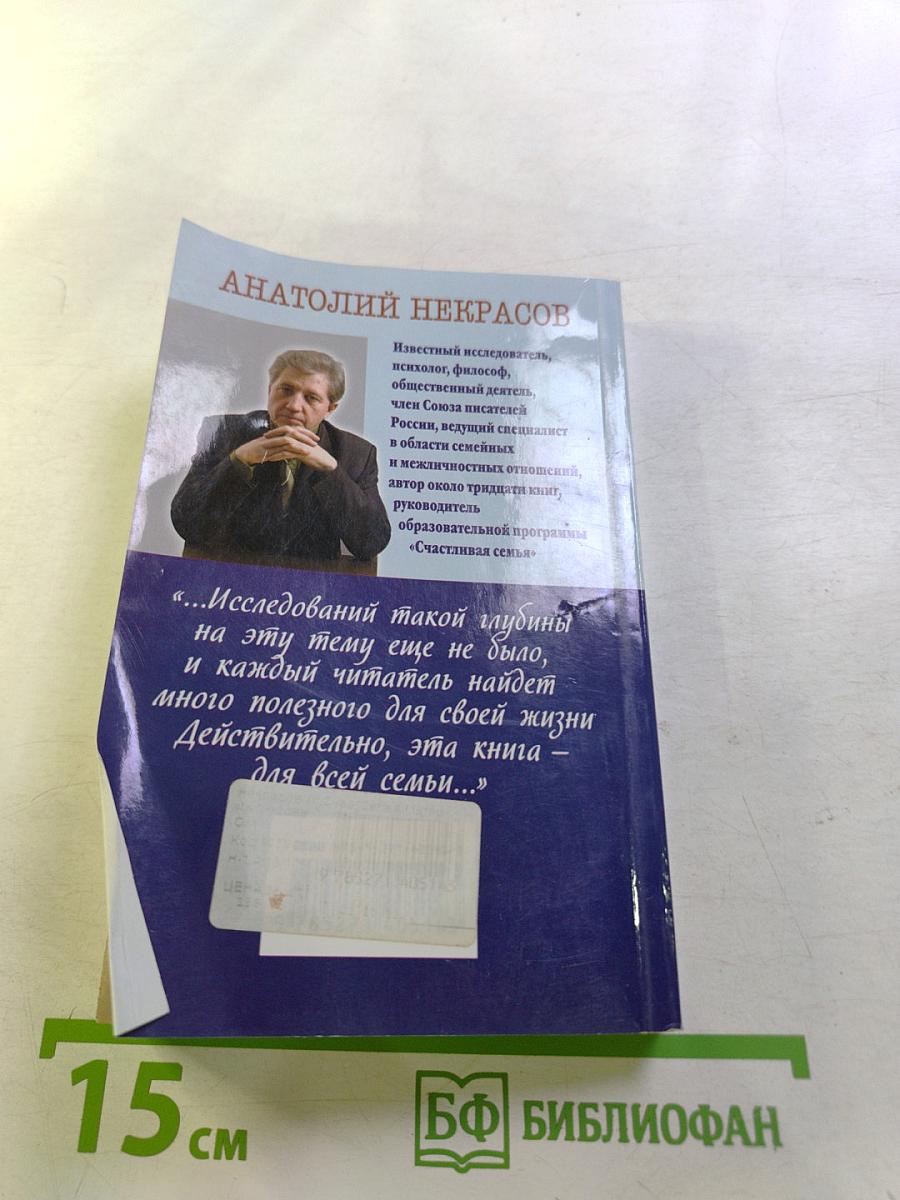 АНАТОЛИЙ НЕКРАСОВ
Известный исследователь,
психолог, философ,
общественный деятель,
член Союза писателей
России, ведущий специалист
в области семейных
и межличностных отношений,
автор около тридцати книг,
руководитель
образовательной программы
«Счастливая семья»
«...Исследований такой глубины
на эту тему еще не было,
и каждый читатель найдет
много полезного для своей жизни
Действительно, эта книга –
для всей семьи...»
15 см
БФ БИБЛИОФАН